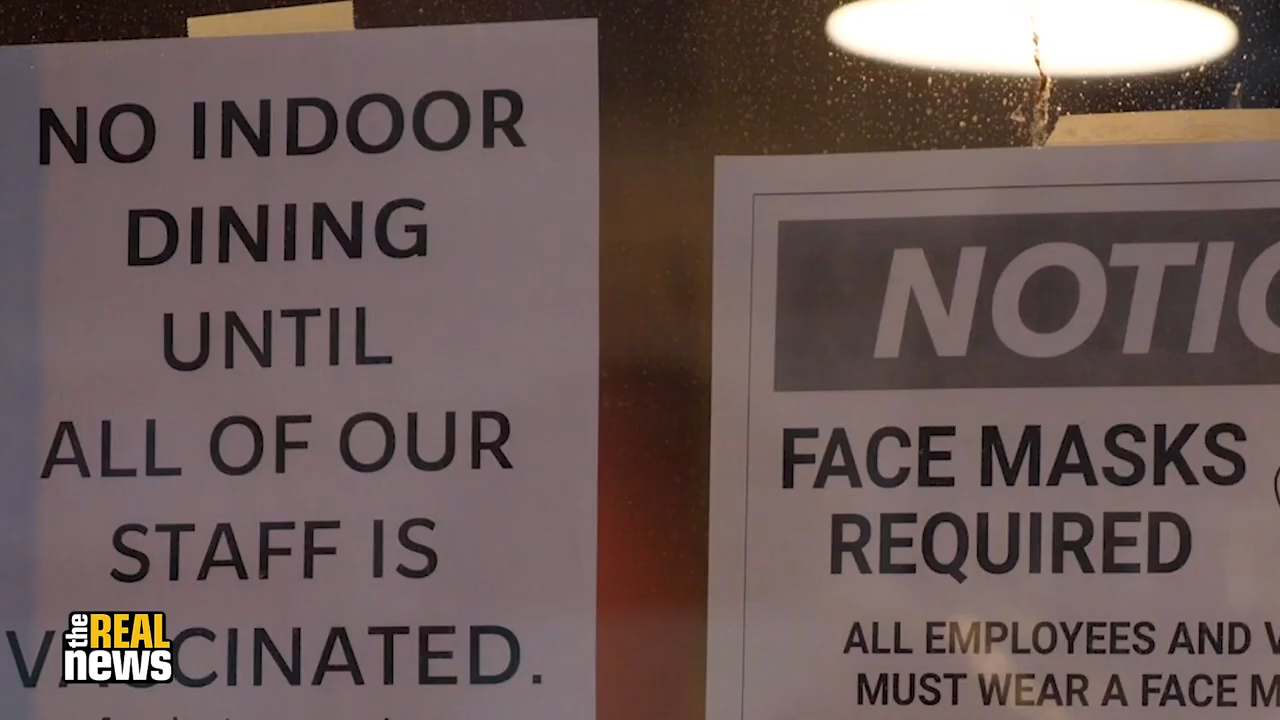 NO INDOOR
DINING
UNTIL
ALL OF OUR
STAFF IS
VACCINATED.
NOTIC
FACE MASKS
REQUIRED
ALL EMPLOYEES AND V
MUST WEAR A FACE M
the REAL
news